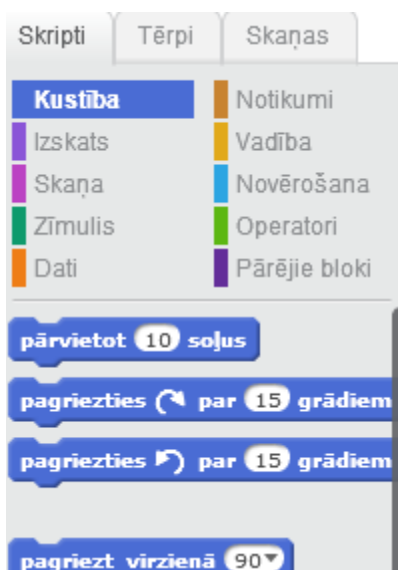 Skripti Tērpi Skaņas
Kustība Notikumi
Izskats Vadība
Skaņa Novērošana
Zīmulis Operatori
Dati Pārējie bloki
pārvietot 10 soļus
pagriezties par 15 grādiem
pagriezties par 15 grādiem
pagriezt virzienā 90